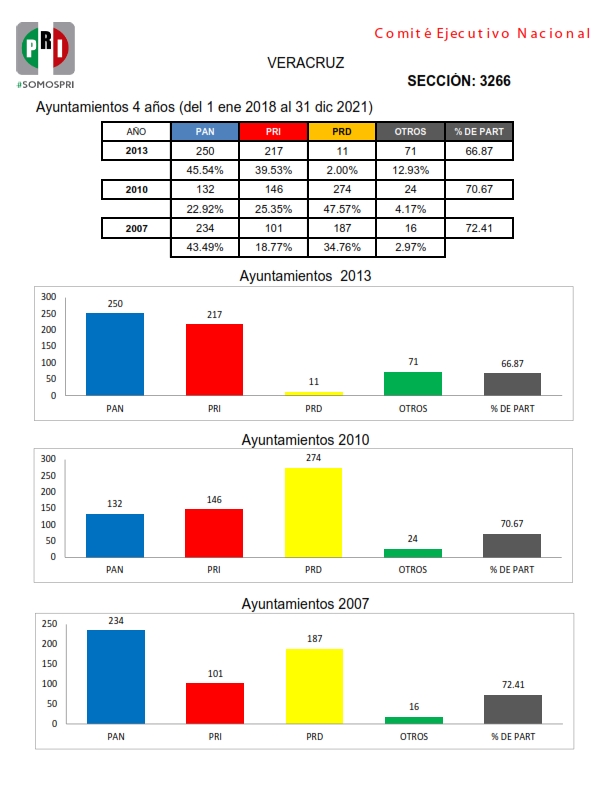 Comité Ejecutivo Nacional
PRI
#SOMOSPRI
VERACRUZ
SECCIÓN: 3266
Ayuntamientos 4 años (del 1 ene 2018 al 31 dic 2021)
AÑO PAN PRI PRD OTROS % DE PART
2013 250 217 11 71 66.87
45.54% 39.53% 2.00% 12.93%
2010 132 146 274 24 70.67
22.92% 25.35% 47.57% 4.17%
2007 234 101 187 16 72.41
43.49% 18.77% 34.76% 2.97%
Ayuntamientos 2013
300
250
200
150
100
50
0
250 217 11 71 66.87
PAN PRI PRD OTROS % DE PART
Ayuntamientos 2010
300
250
200
150
100
50
0
132 146 274 24 70.67
PAN PRI PRD OTROS % DE PART
Ayuntamientos 2007
250
200
150
100
50
0
234 101 187 16 72.41
PAN PRI PRD OTROS % DE PART